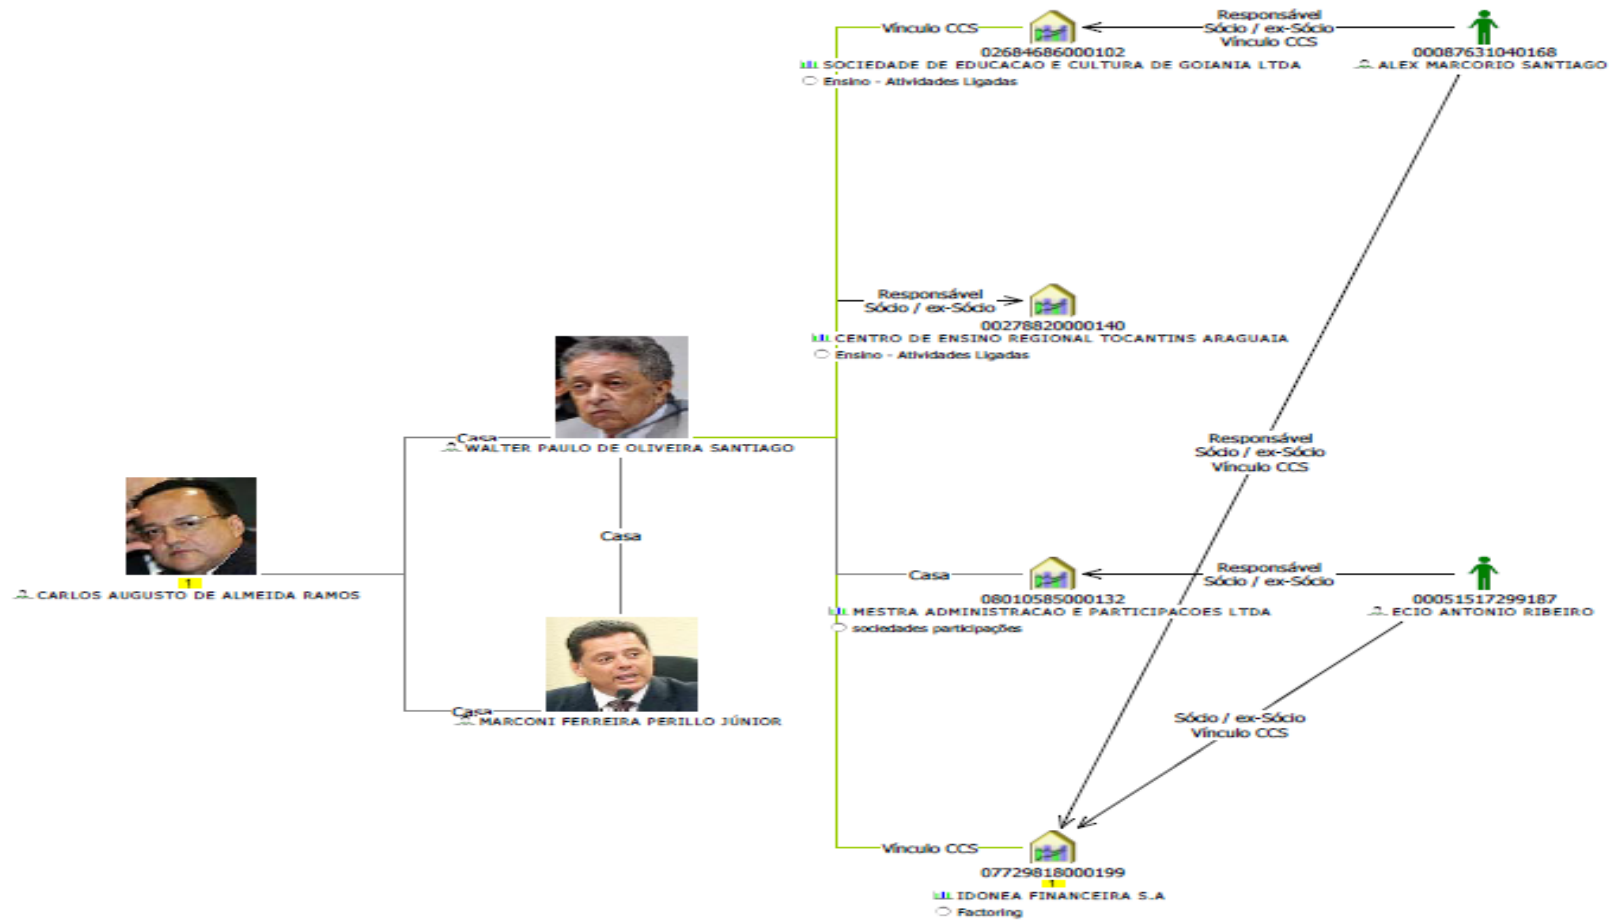 Vínculo CCS
02684686000102
SOCIEDADE DE EDUCACAO E CULTURA DE GOIANIA LTDA
Ensino - Atividades Ligadas
Responsável
Sócio / ex-Sócio
Vínculo CCS
00087631040168
ALEX MARCORIO SANTIAGO
Responsável
Sócio / ex-Sócio
00278820000140
CENTRO DE ENSINO REGIONAL TOCANTINS ARAGUAIA
Ensino - Atividades Ligadas
Casa
WALTER PAULO DE OLIVEIRA SANTIAGO
Responsável
Sócio / ex-Sócio
Vínculo CCS
Casa
1
CARLOS AUGUSTO DE ALMEIDA RAMOS
Casa
08010585000132
MESTRA ADMINISTRACAO E PARTICIPACOES LTDA
sociedades participações
Responsável
Sócio / ex-Sócio
00051517299187
ECIO ANTONIO RIBEIRO
Casa
MARCONI FERREIRA PERILLO JÚNIOR
Sócio / ex-Sócio
Vínculo CCS
Vínculo CCS
07729818000199
1
IDONEA FINANCEIRA S.A
Factoring